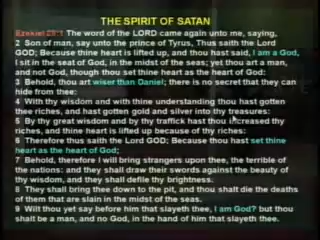 THE SPIRIT OF SATAN
Ezekiel 28:1 The word of the LORD came again unto me, saying,
2 Son of man, say unto the prince of Tyrus, Thus saith the Lord
GOD; Because thine heart is lifted up, and thou hast said, I am a God,
I sit in the seat of God, in the midst of the seas; yet thou art a man,
and not God, though thou set thine heart as the heart of God:
3 Behold, thou art wiser than Daniel; there is no secret that they can
hide from thee:
4 With thy wisdom and with thine understanding thou hast gotten
thee riches, and hast gotten gold and silver into thy treasures:
5 By thy great wisdom and by thy traffick hast thou increased thy
riches, and thine heart is lifted up because of thy riches:
6 Therefore thus saith the Lord GOD; Because thou hast set thine
heart as the heart of God;
7 Behold, therefore I will bring strangers upon thee, the terrible of
the nations: and they shall draw their swords against the beauty of
thy wisdom, and they shall defile thy brightness.
8 They shall bring thee down to the pit, and thou shalt die the deaths
of them that are slain in the midst of the seas.
9 Wilt thou yet say before him that slayeth thee, I am God? but thou
shalt be a man, and no God, in the hand of him that slayeth thee.